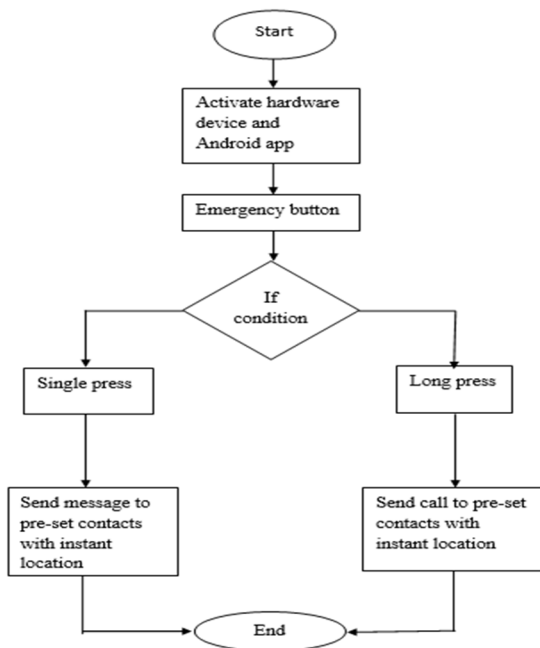 Start
Activate hardware
device and
Android app
Emergency button
If
condition
Single press
Long press
Send message to
pre-set contacts
with instant
location
Send call to pre-set
contacts with
instant location
End